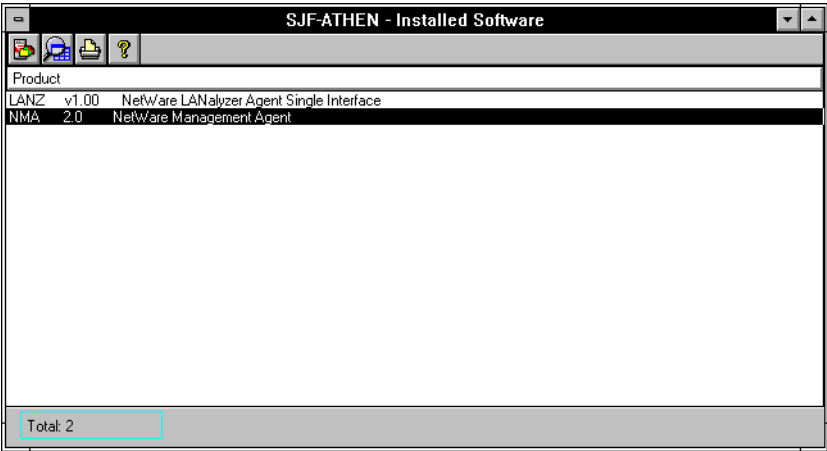 SJF-ATHEN - Installed Software
Product
LANZ v1.00 NetWare LANalyzer Agent Single Interface
NMA 2.0 NetWare Management Agent
Total: 2